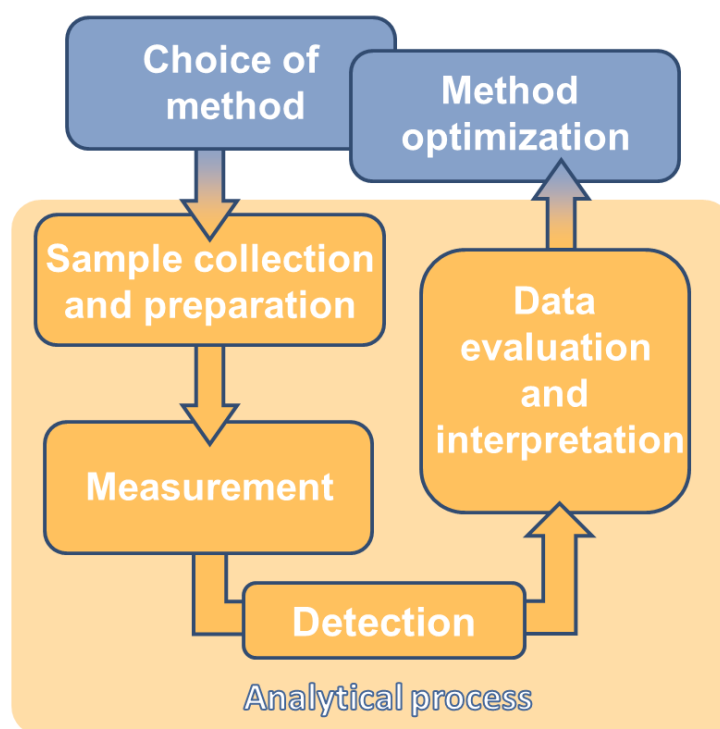 Choice of
method
Method
optimization
Sample collection
and preparation
Data
evaluation
and
interpretation
Measurement
Detection
Analytical process